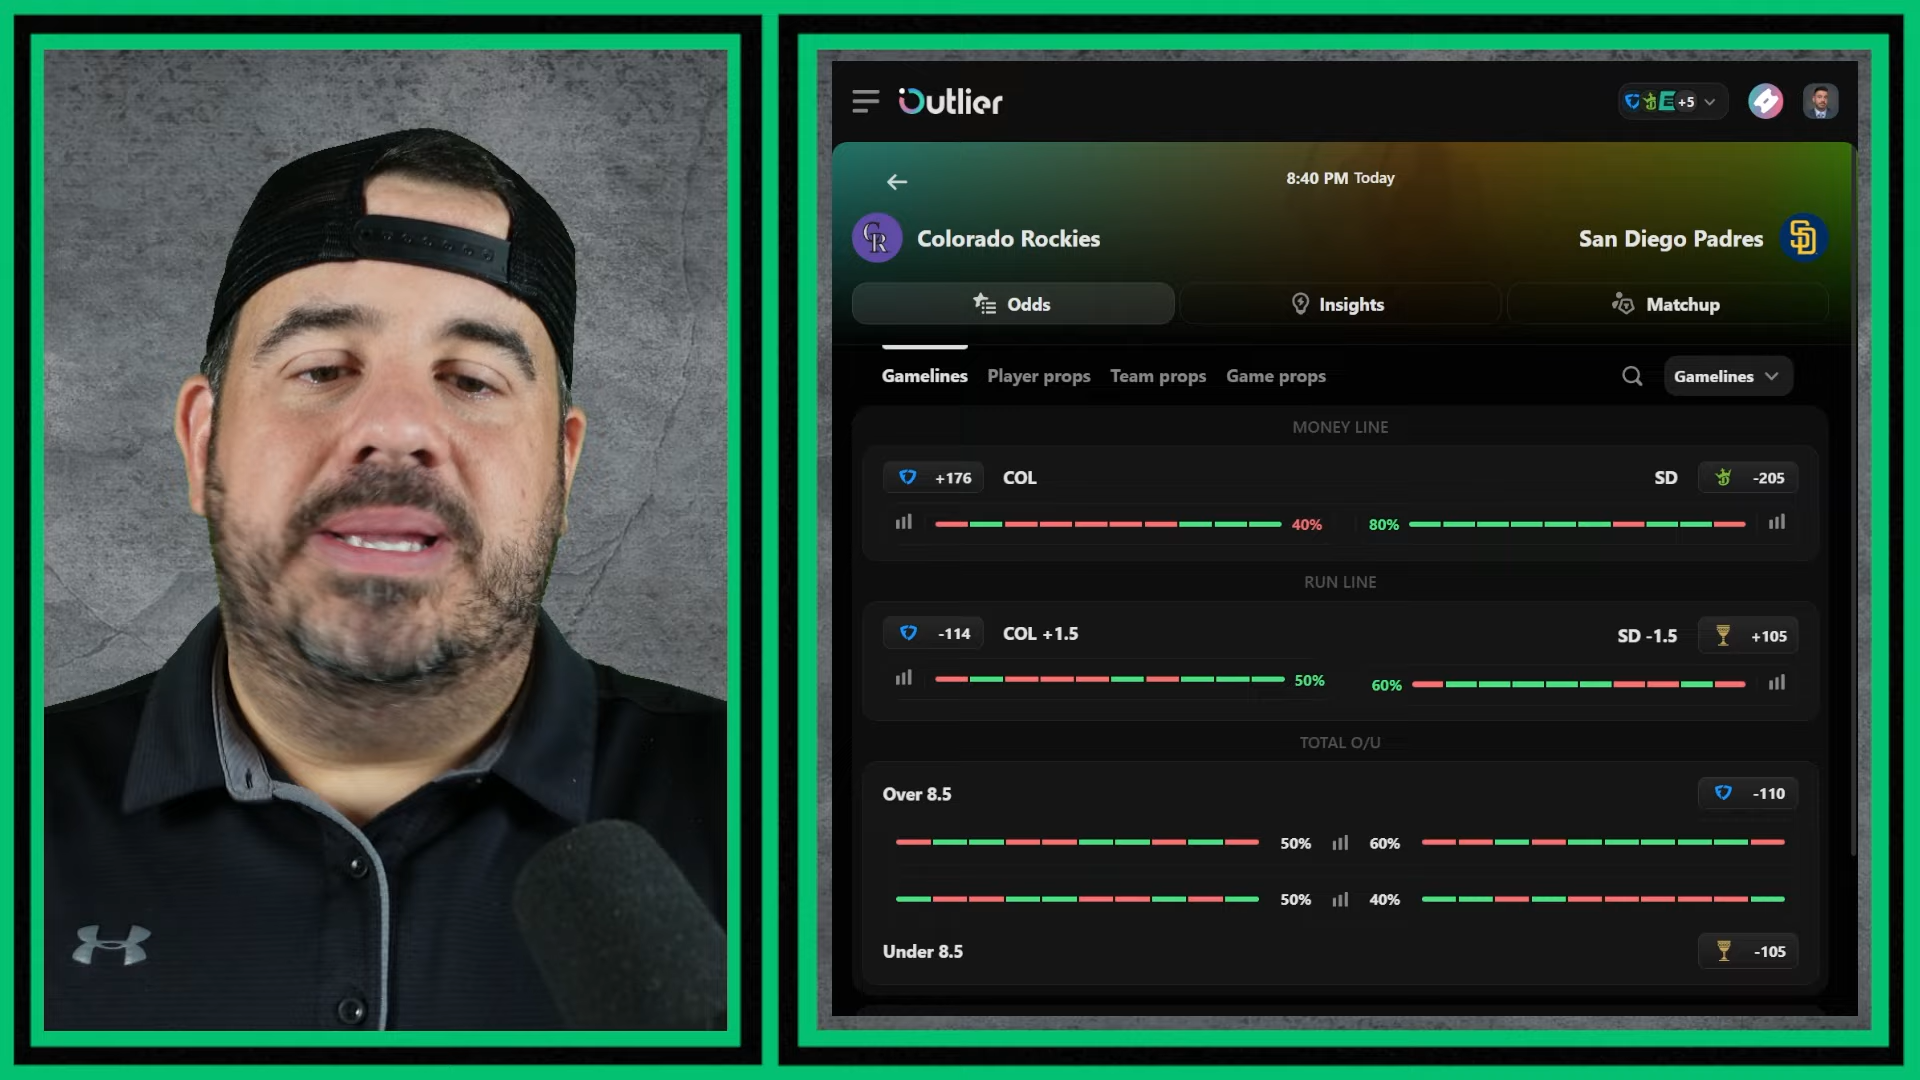 Outlier
+5
8:40 PM Today
CR
Colorado Rockies
San Diego Padres
SD
Odds
Insights
Matchup
Gamelines
Player props
Team props
Game props
Gamelines
MONEY LINE
+176
COL
SD
-205
40%
80%
RUN LINE
-114
COL +1.5
SD -1.5
+105
50%
60%
TOTAL O/U
Over 8.5
-110
50%
60%
50%
40%
Under 8.5
-105